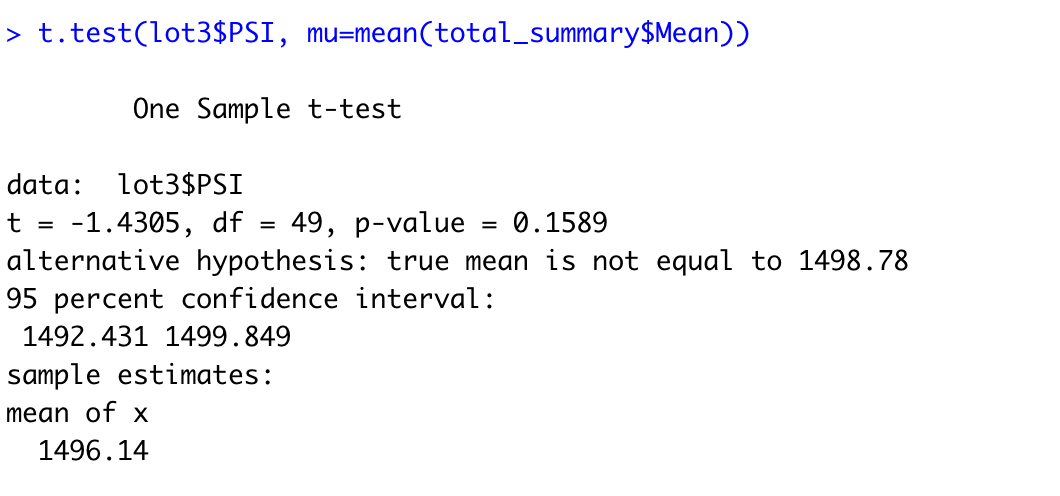 > t.test(lot3$PSI, mu=mean(total_summary$Mean))
One Sample t-test
data:  lot3$PSI
t = -1.4305, df = 49, p-value = 0.1589
alternative hypothesis: true mean is not equal to 1498.78
95 percent confidence interval:
1492.431 1499.849
sample estimates:
mean of x
1496.14